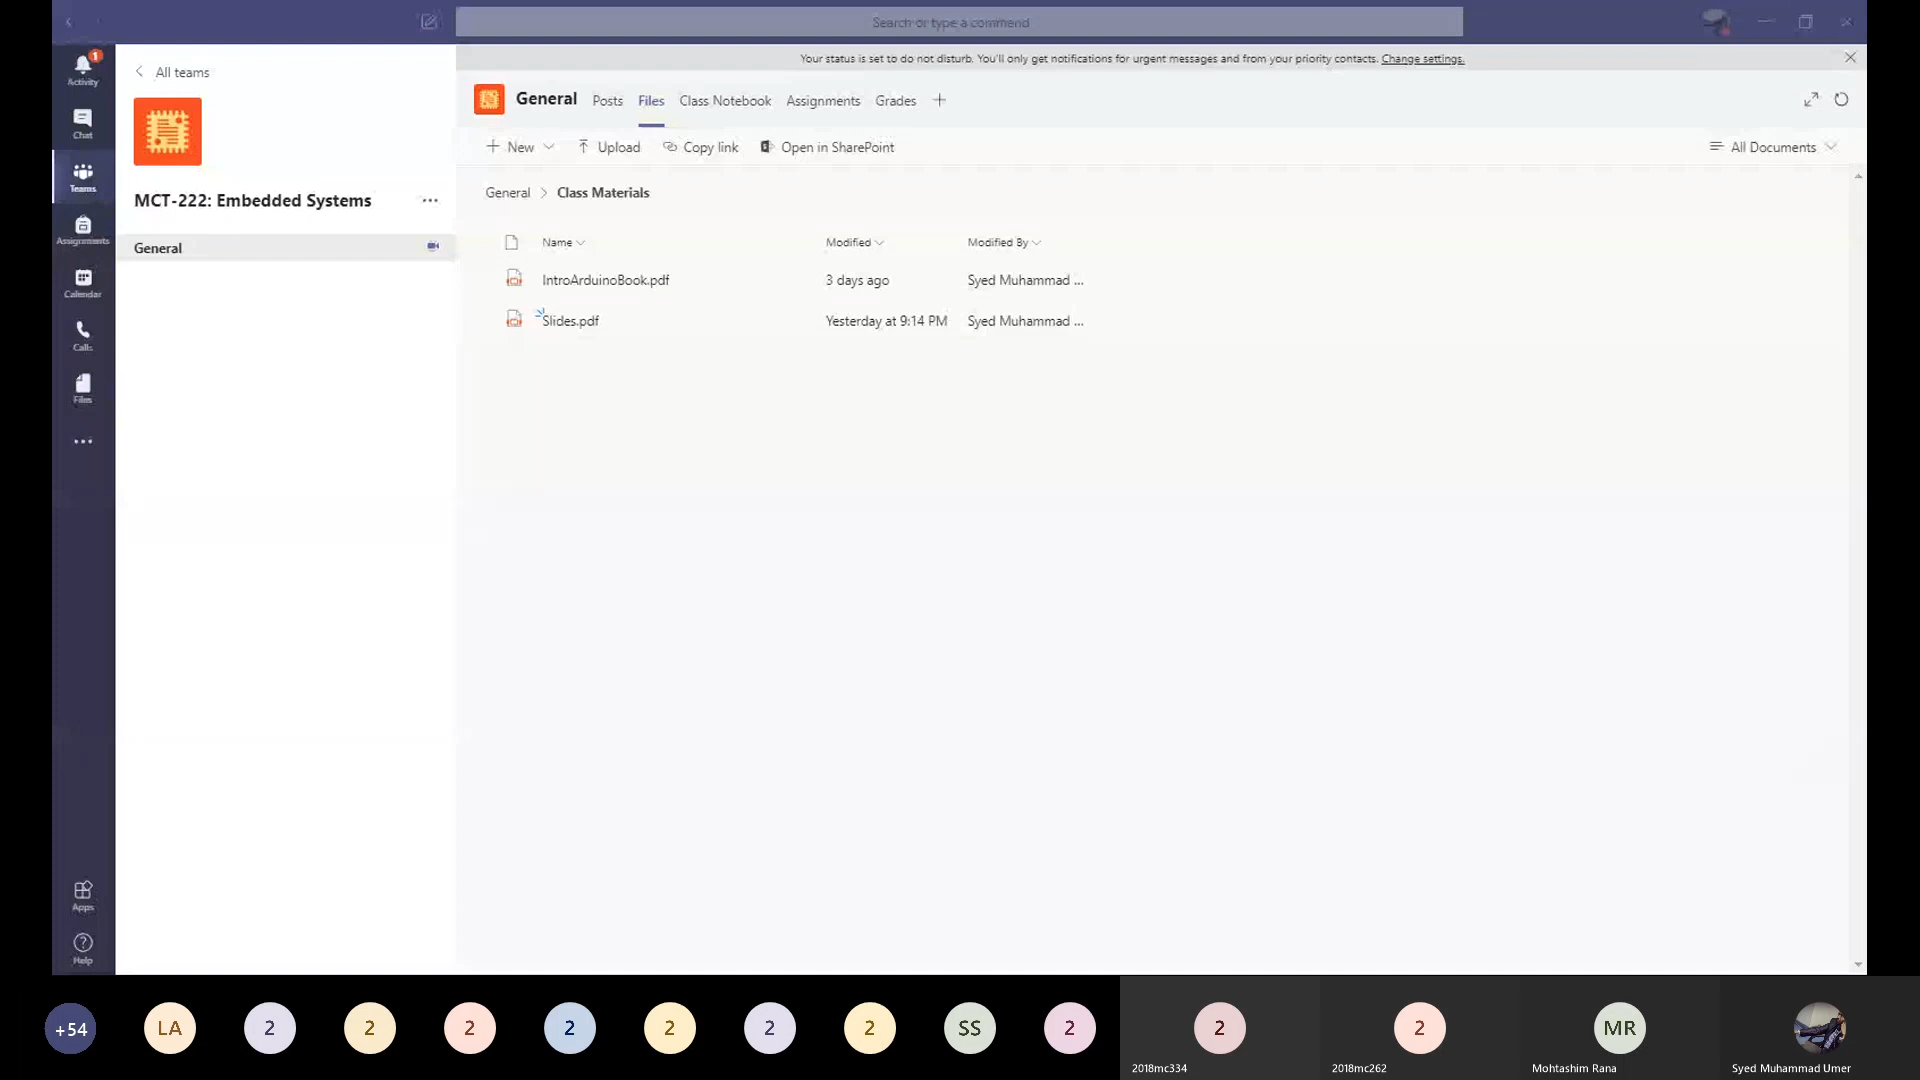 Search or type a commend
Your status is set to do not disturb. You'll only get notifications for urgent messages and from your priority contacts. Change settings.
1
Activity
Chat
Teams
Assignments
Calendar
Calls
Files
Apps
Help
All teams
MCT-222: Embedded Systems
General
General Posts Files Class Notebook Assignments Grades
New Upload Copy link Open in SharePoint All Documents
General > Class Materials
Name Modified Modified By
IntroArduinoBook.pdf 3 days ago Syed Muhammad ...
Slides.pdf Yesterday at 9:14 PM Syed Muhammad ...
+54 LA 2 2 2 2 2 2 2 SS 2 2 2 MR
2018mc334 2018mc262 Mohtashim Rana Syed Muhammad Umer